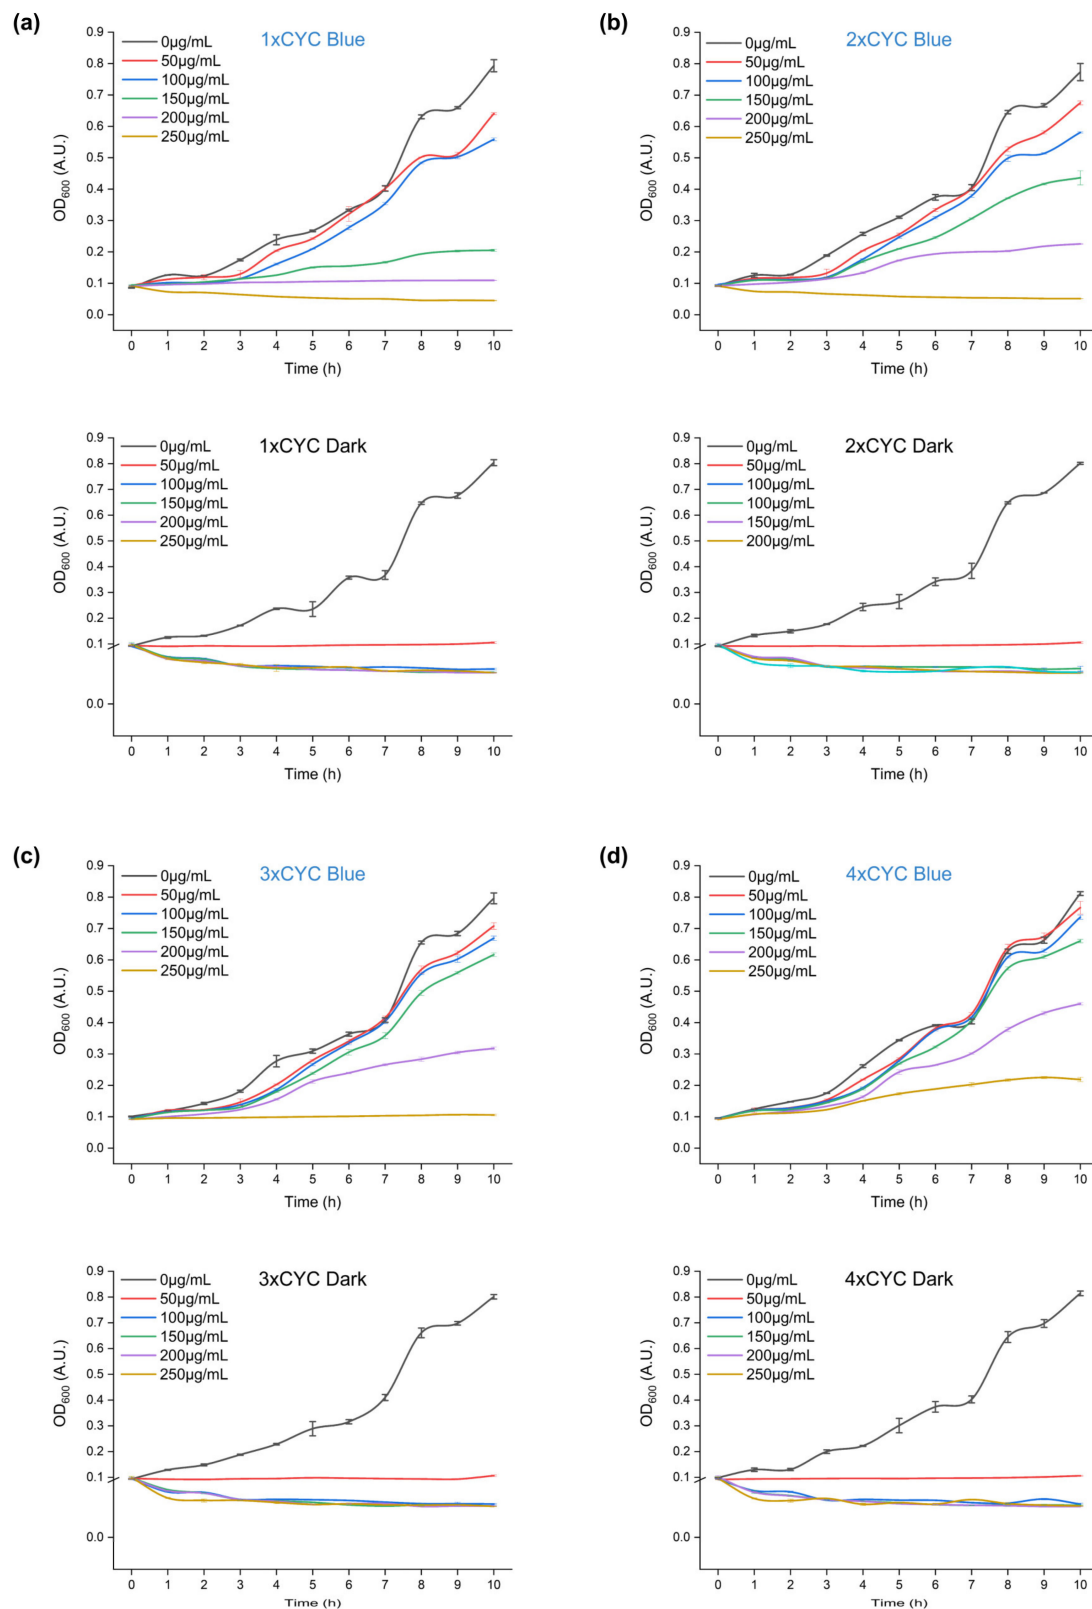 (a)
1xCYC Blue
0µg/mL
50µg/mL
100µg/mL
150µg/mL
200µg/mL
250µg/mL
OD600 (A.U.)
0.9
0.8
0.7
0.6
0.5
0.4
0.3
0.2
0.1
0.0
0 1 2 3 4 5 6 7 8 9 10
Time (h)
(b)
2xCYC Blue
0µg/mL
50µg/mL
100µg/mL
150µg/mL
200µg/mL
250µg/mL
OD600 (A.U.)
0.9
0.8
0.7
0.6
0.5
0.4
0.3
0.2
0.1
0.0
0 1 2 3 4 5 6 7 8 9 10
Time (h)
1xCYC Dark
0µg/mL
50µg/mL
100µg/mL
150µg/mL
200µg/mL
250µg/mL
OD600 (A.U.)
0.9
0.8
0.7
0.6
0.5
0.4
0.3
0.2
0.1
0.0
0 1 2 3 4 5 6 7 8 9 10
Time (h)
2xCYC Dark
0µg/mL
50µg/mL
100µg/mL
100µg/mL
150µg/mL
200µg/mL
OD600 (A.U.)
0.9
0.8
0.7
0.6
0.5
0.4
0.3
0.2
0.1
0.0
0 1 2 3 4 5 6 7 8 9 10
Time (h)
(c)
3xCYC Blue
0µg/mL
50µg/mL
100µg/mL
150µg/mL
200µg/mL
250µg/mL
OD600 (A.U.)
0.9
0.8
0.7
0.6
0.5
0.4
0.3
0.2
0.1
0.0
0 1 2 3 4 5 6 7 8 9 10
Time (h)
(d)
4xCYC Blue
0µg/mL
50µg/mL
100µg/mL
150µg/mL
200µg/mL
250µg/mL
OD600 (A.U.)
0.9
0.8
0.7
0.6
0.5
0.4
0.3
0.2
0.1
0.0
0 1 2 3 4 5 6 7 8 9 10
Time (h)
3xCYC Dark
0µg/mL
50µg/mL
100µg/mL
150µg/mL
200µg/mL
250µg/mL
OD600 (A.U.)
0.9
0.8
0.7
0.6
0.5
0.4
0.3
0.2
0.1
0.0
0 1 2 3 4 5 6 7 8 9 10
Time (h)
4xCYC Dark
0µg/mL
50µg/mL
100µg/mL
150µg/mL
200µg/mL
250µg/mL
OD600 (A.U.)
0.9
0.8
0.7
0.6
0.5
0.4
0.3
0.2
0.1
0.0
0 1 2 3 4 5 6 7 8 9 10
Time (h)